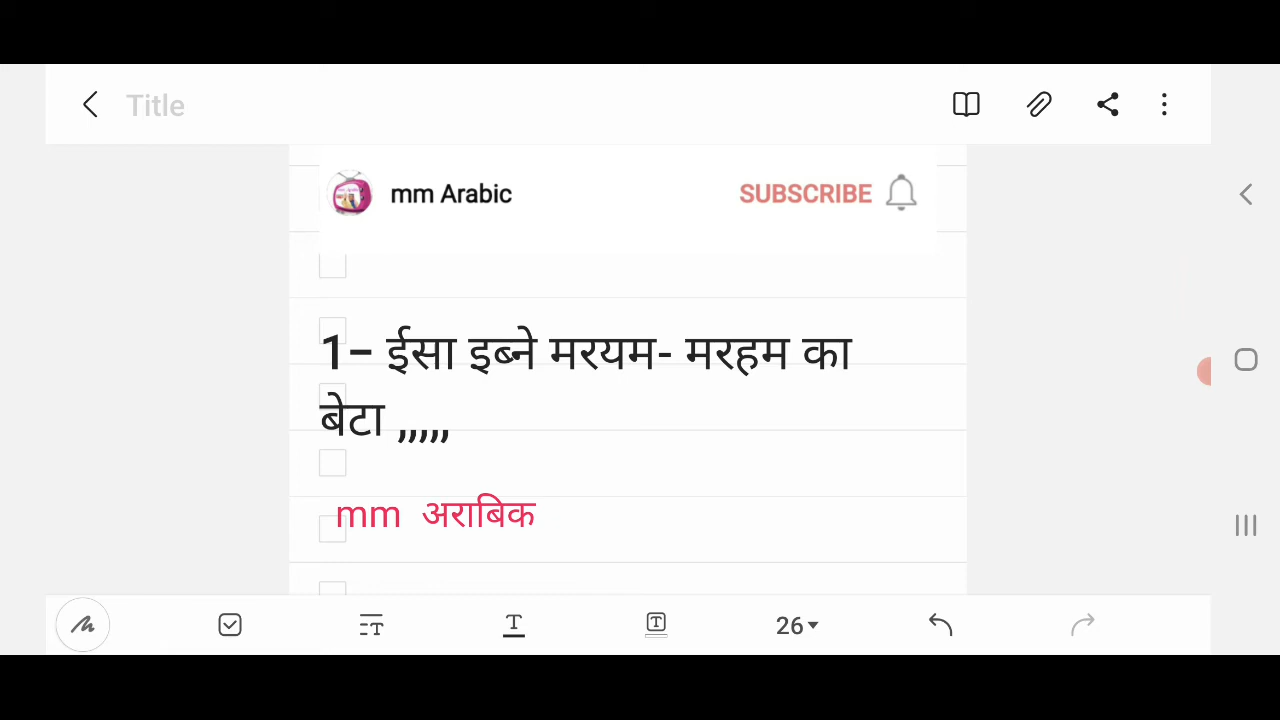 Title
mm Arabic SUBSCRIBE
1– ईसा इब्ने मरयम- मरहम का
बेटा ,,,,,,
mm अराबिक
T T T 26